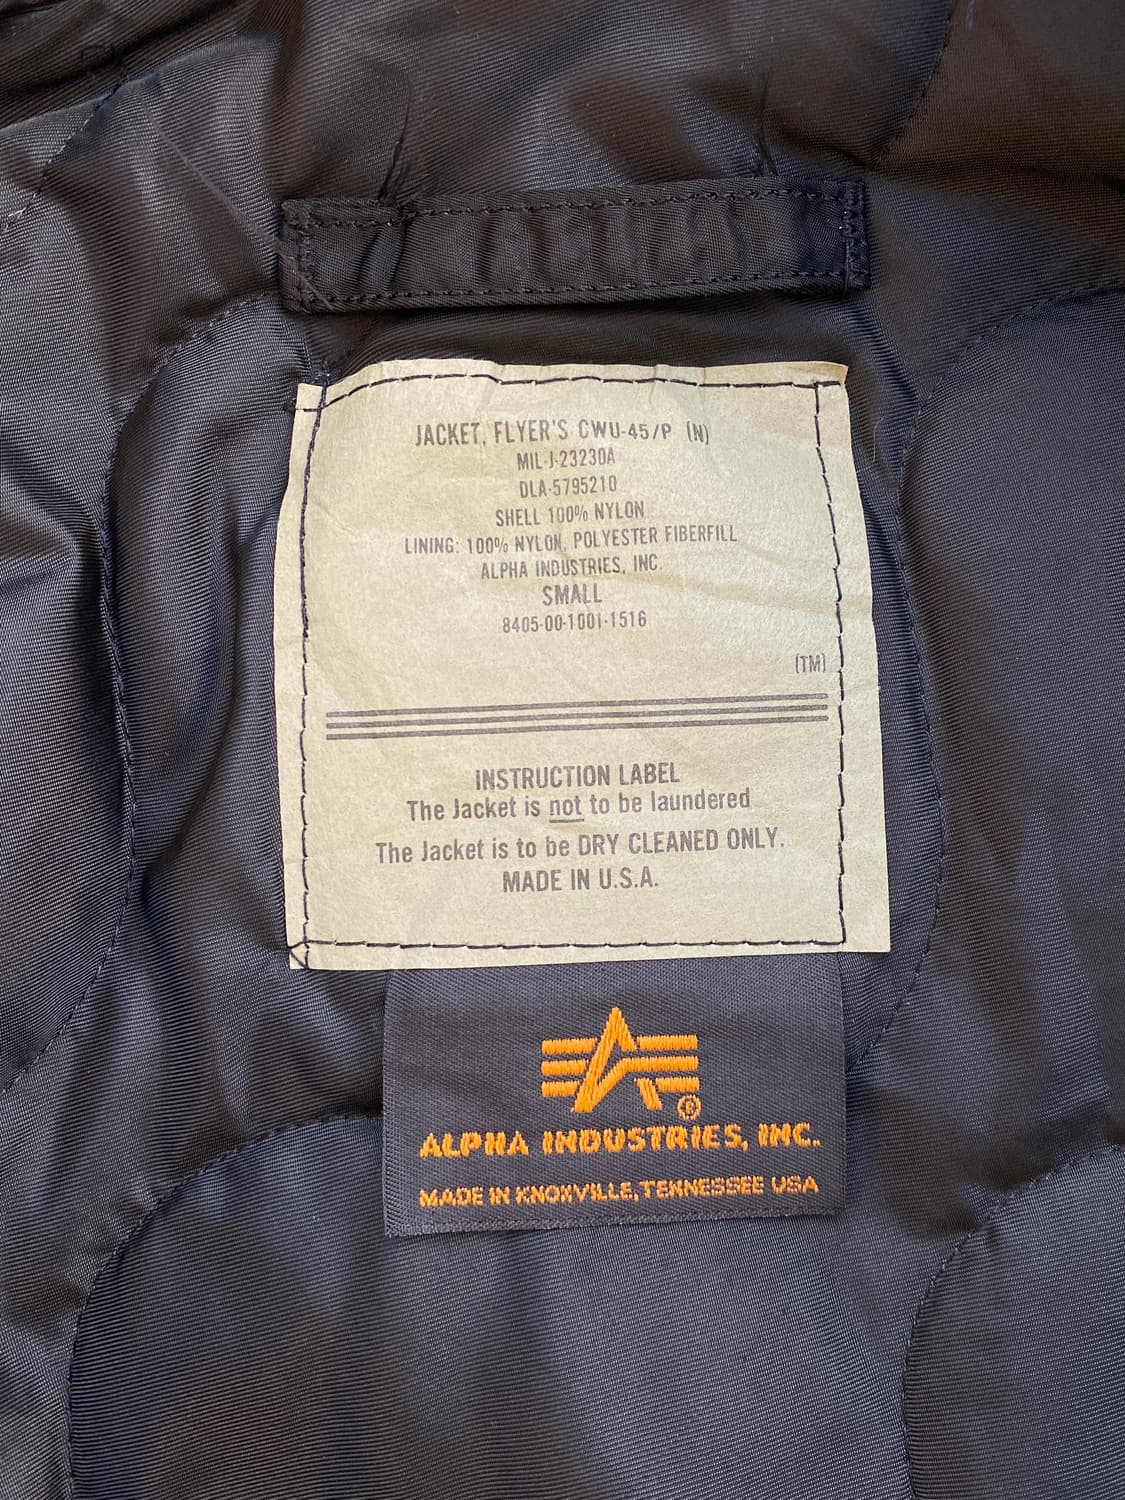 JACKET, FLYER'S CWU-45/P (N)
MIL-J-23230A
DLA-5795210
SHELL 100% NYLON
LINING: 100% NYLON, POLYESTER FIBERFILL
ALPHA INDUSTRIES, INC.
SMALL
8405-00-1001-1516
(TM)
INSTRUCTION LABEL
The Jacket is not to be laundered
The Jacket is to be DRY CLEANED ONLY.
MADE IN U.S.A.
®
ALPHA INDUSTRIES, INC.
MADE IN KNOXVILLE, TENNESSEE USA